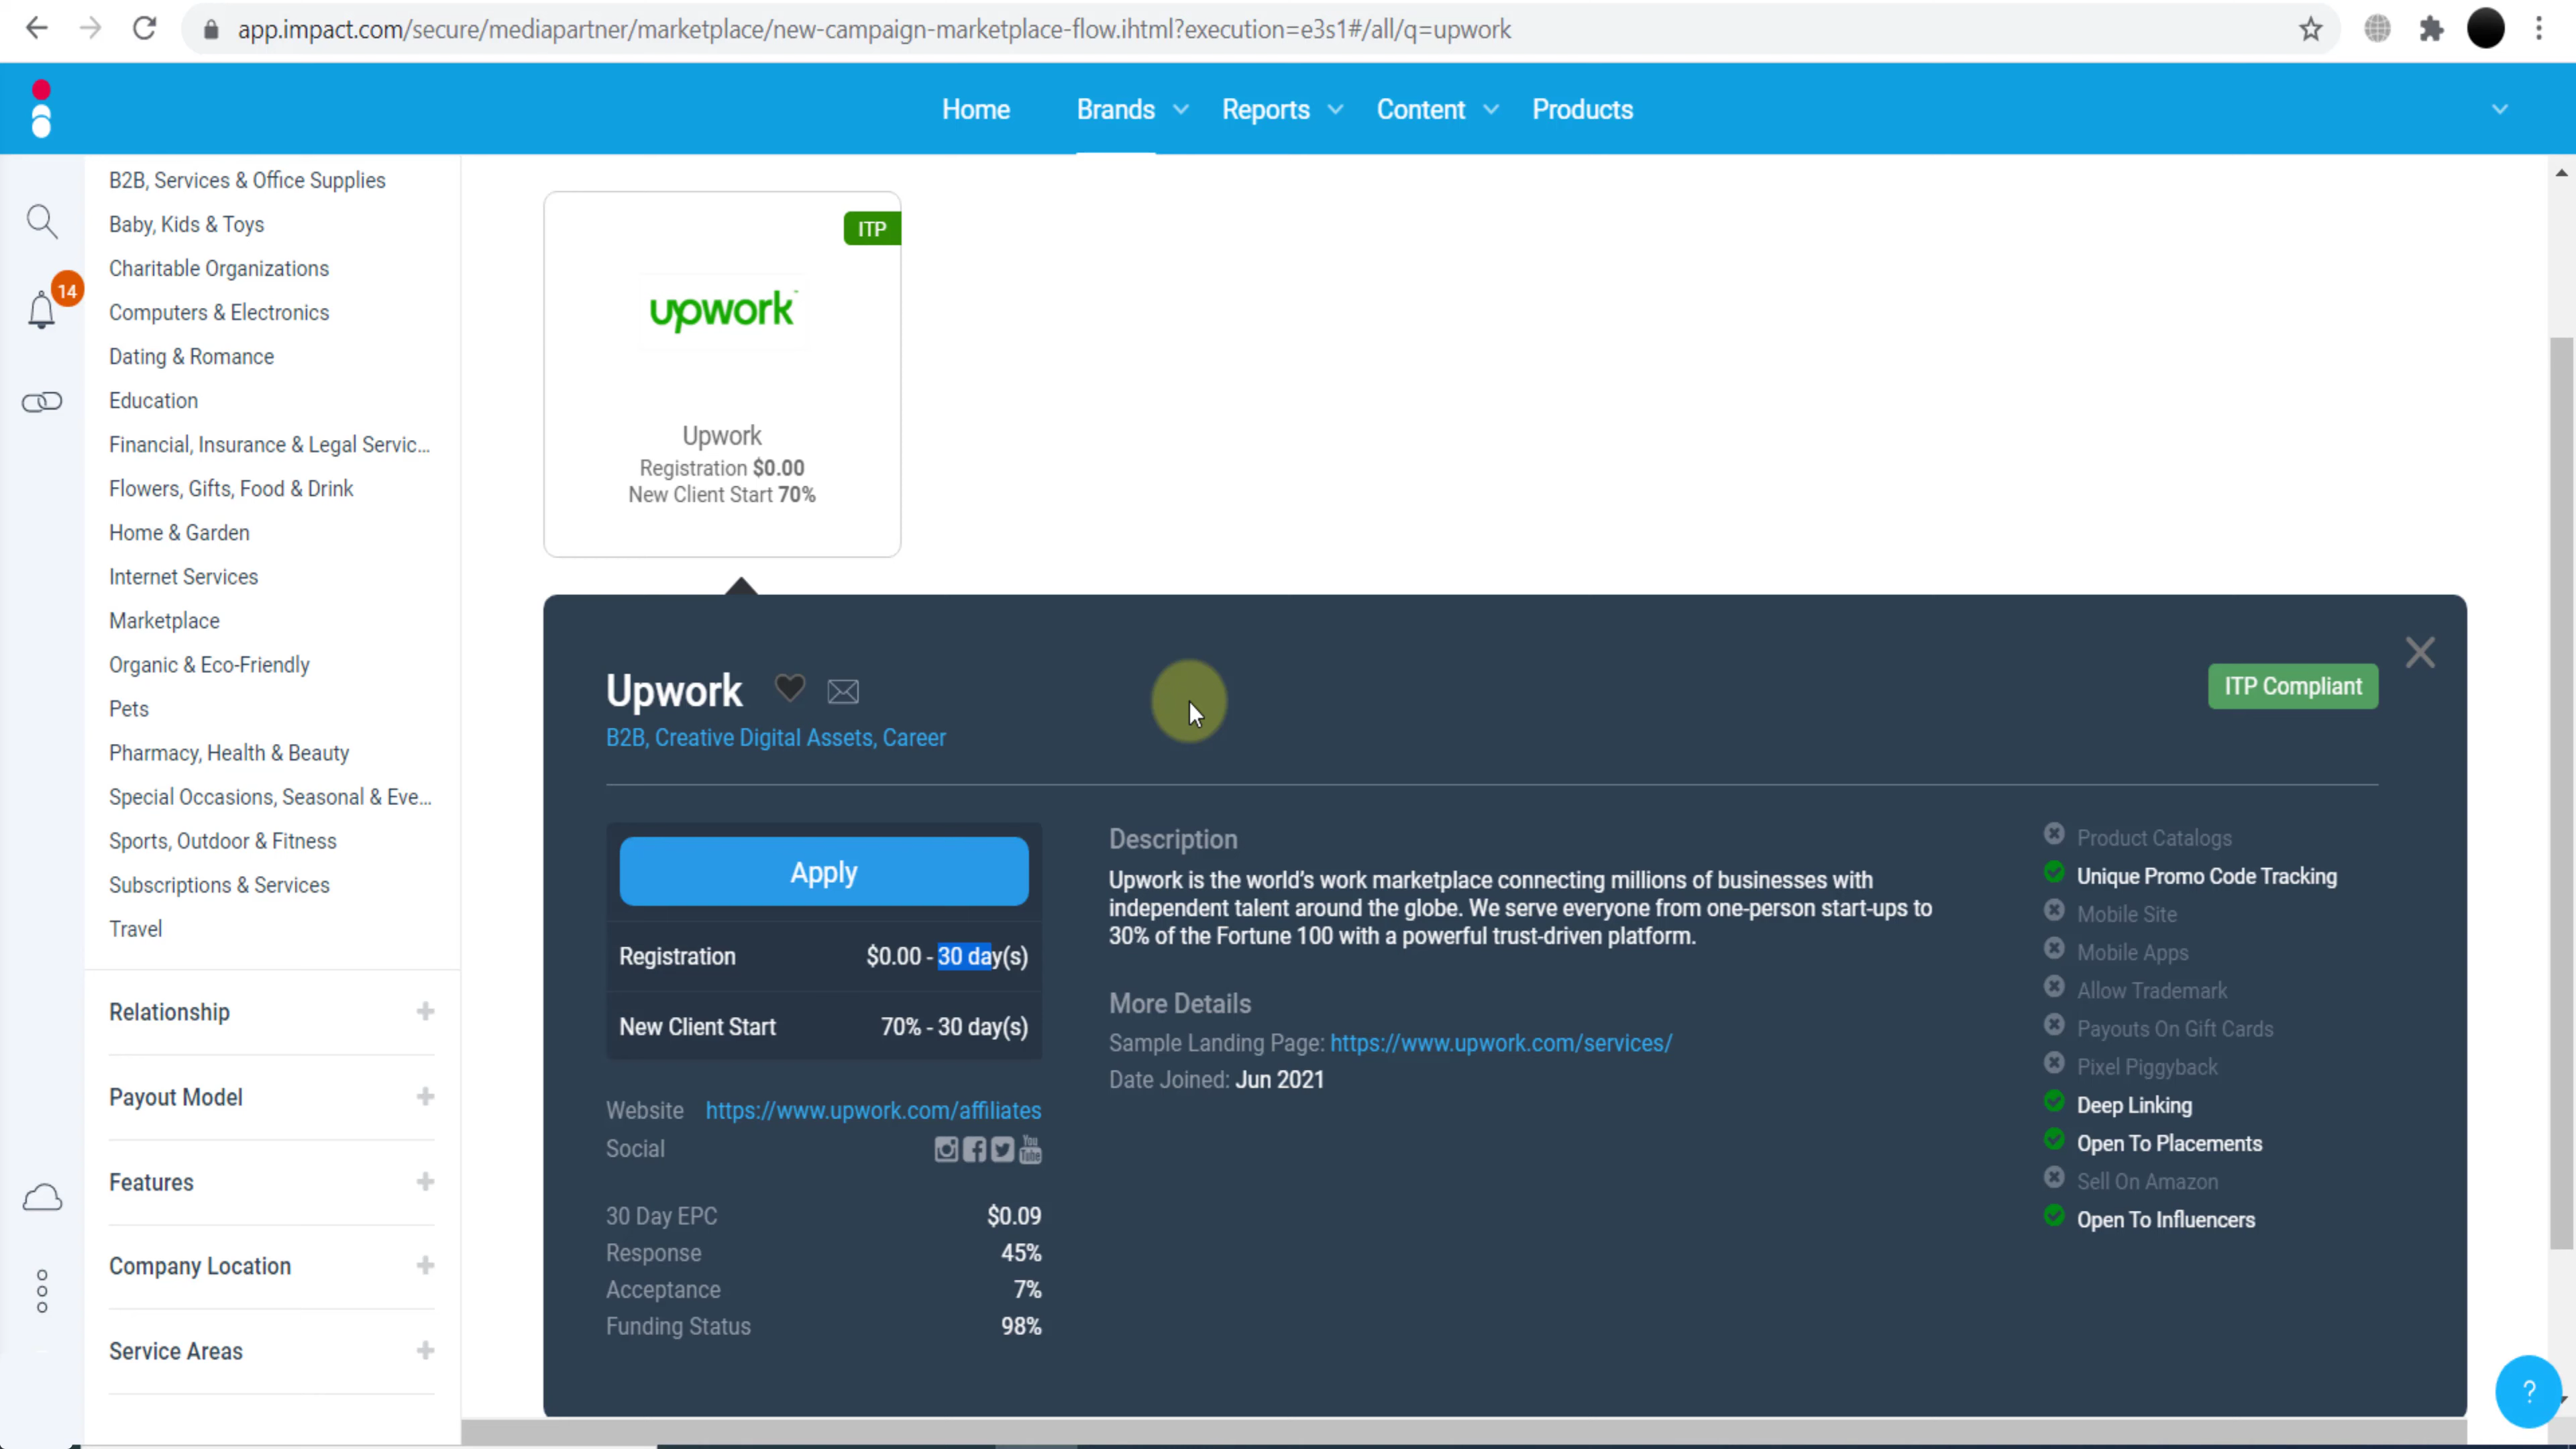 app.impact.com/secure/mediapartner/marketplace/new-campaign-marketplace-flow.ihtml?execution=e3s1#/all/q=upwork
Home Brands Reports Content Products
14
B2B, Services & Office Supplies
Baby, Kids & Toys
Charitable Organizations
Computers & Electronics
Dating & Romance
Education
Financial, Insurance & Legal Servic...
Flowers, Gifts, Food & Drink
Home & Garden
Internet Services
Marketplace
Organic & Eco-Friendly
Pets
Pharmacy, Health & Beauty
Special Occasions, Seasonal & Eve...
Sports, Outdoor & Fitness
Subscriptions & Services
Travel
Relationship
Payout Model
Features
Company Location
Service Areas
ITP
upwork
Upwork
Registration $0.00
New Client Start 70%
Upwork
ITP Compliant
B2B, Creative Digital Assets, Career
Apply
Registration $0.00 - 30 day(s)
New Client Start 70% - 30 day(s)
Website https://www.upwork.com/affiliates
Social
You Tube
30 Day EPC $0.09
Response 45%
Acceptance 7%
Funding Status 98%
Description
Upwork is the world's work marketplace connecting millions of businesses with
independent talent around the globe. We serve everyone from one-person start-ups to
30% of the Fortune 100 with a powerful trust-driven platform.
More Details
Sample Landing Page: https://www.upwork.com/services/
Date Joined: Jun 2021
Product Catalogs
Unique Promo Code Tracking
Mobile Site
Mobile Apps
Allow Trademark
Payouts On Gift Cards
Pixel Piggyback
Deep Linking
Open To Placements
Sell On Amazon
Open To Influencers
?